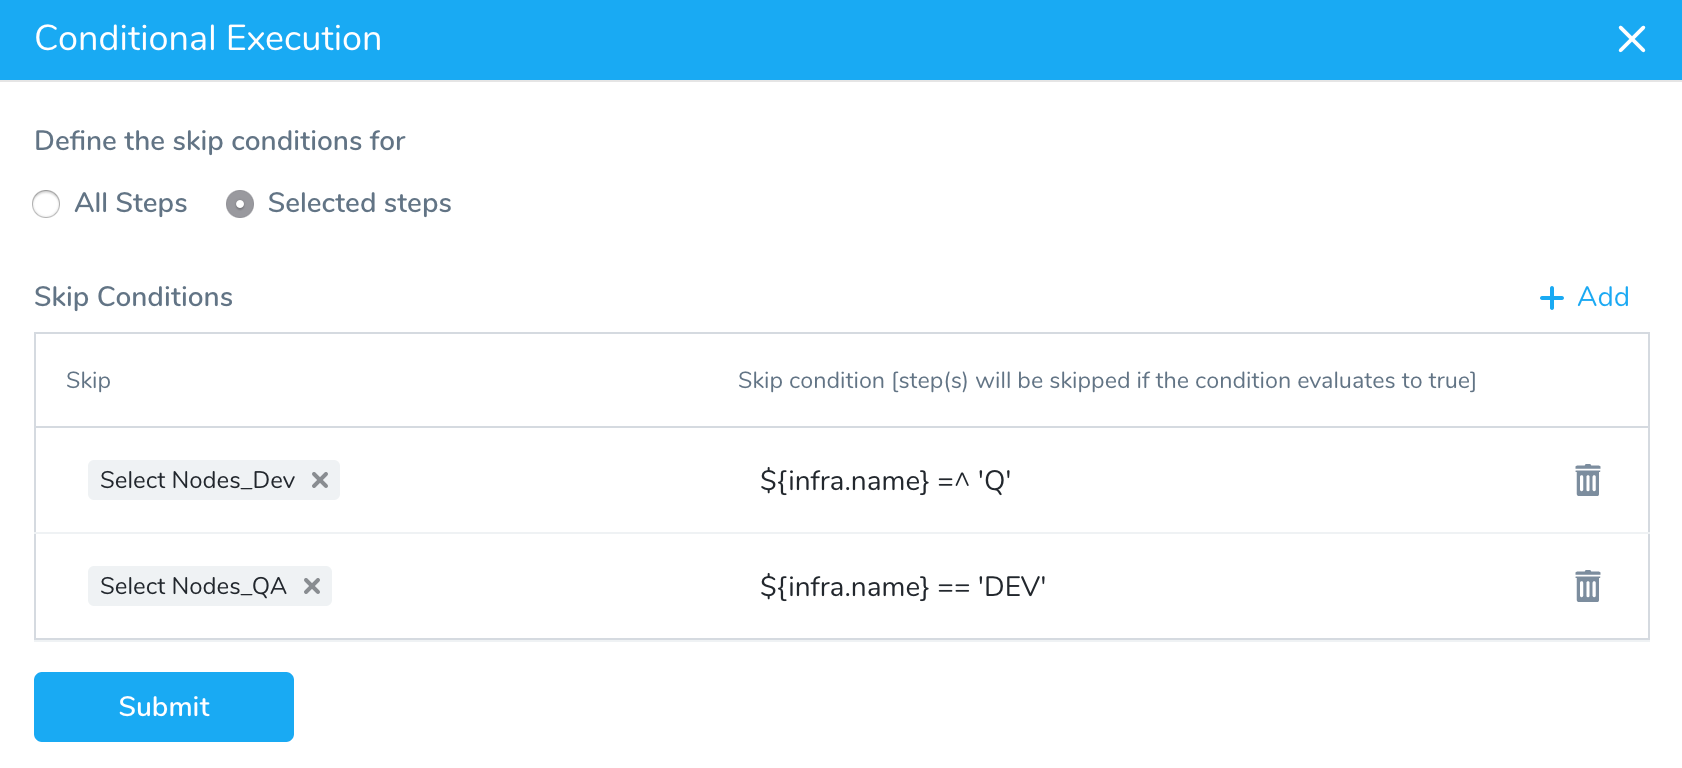 Conditional Execution
Define the skip conditions for
All Steps Selected steps
Skip Conditions
Add
Skip Skip condition [step(s) will be skipped if the condition evaluates to true]
Select Nodes_Dev ${infra.name} =^ 'Q'
Select Nodes_QA ${infra.name} == 'DEV'
Submit